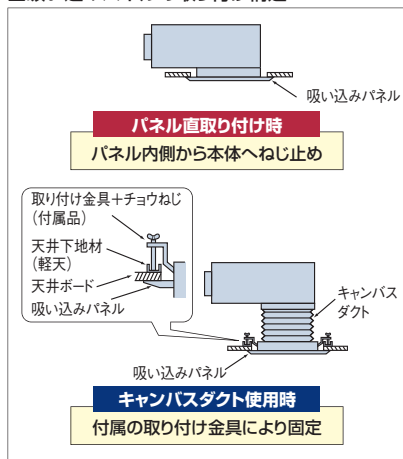 吸い込みパネル
パネル直取り付け時
パネル内側から本体へねじ止め
取り付け金具+チョウねじ
(付属品)
天井下地材
(軽天)
天井ボード
吸い込みパネル
キャンバス
ダクト
吸い込みパネル
キャンバスダクト使用時
付属の取り付け金具により固定